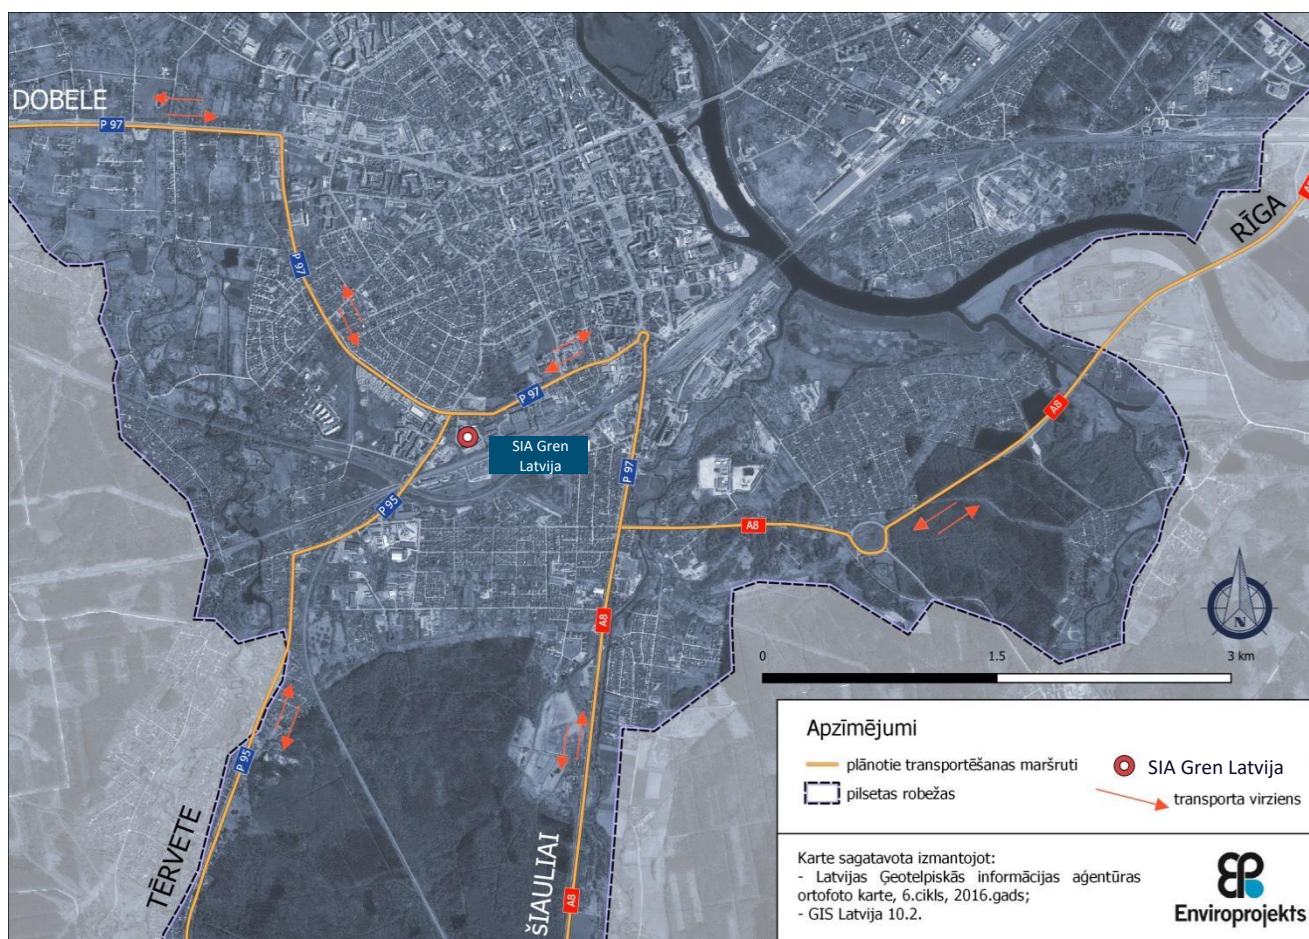 DOBELE
P 97
P 97
RĪGA
P 97
A8
SIA Gren
Latvija
P 97
P 95
A8
A8
N
0
1.5
3 km
P 95
TĒRVETE
ŠIAULIAI
A8
Apzīmējumi
plānotie transportēšanas maršruti
SIA Gren Latvija
pilsetas robežas
transporta virziens
Karte sagatavota izmantojot:
- Latvijas Ģeotelpiskās informācijas aģentūras
ortofoto karte, 6.cikls, 2016.gads;
- GIS Latvija 10.2.
Enviroprojekts